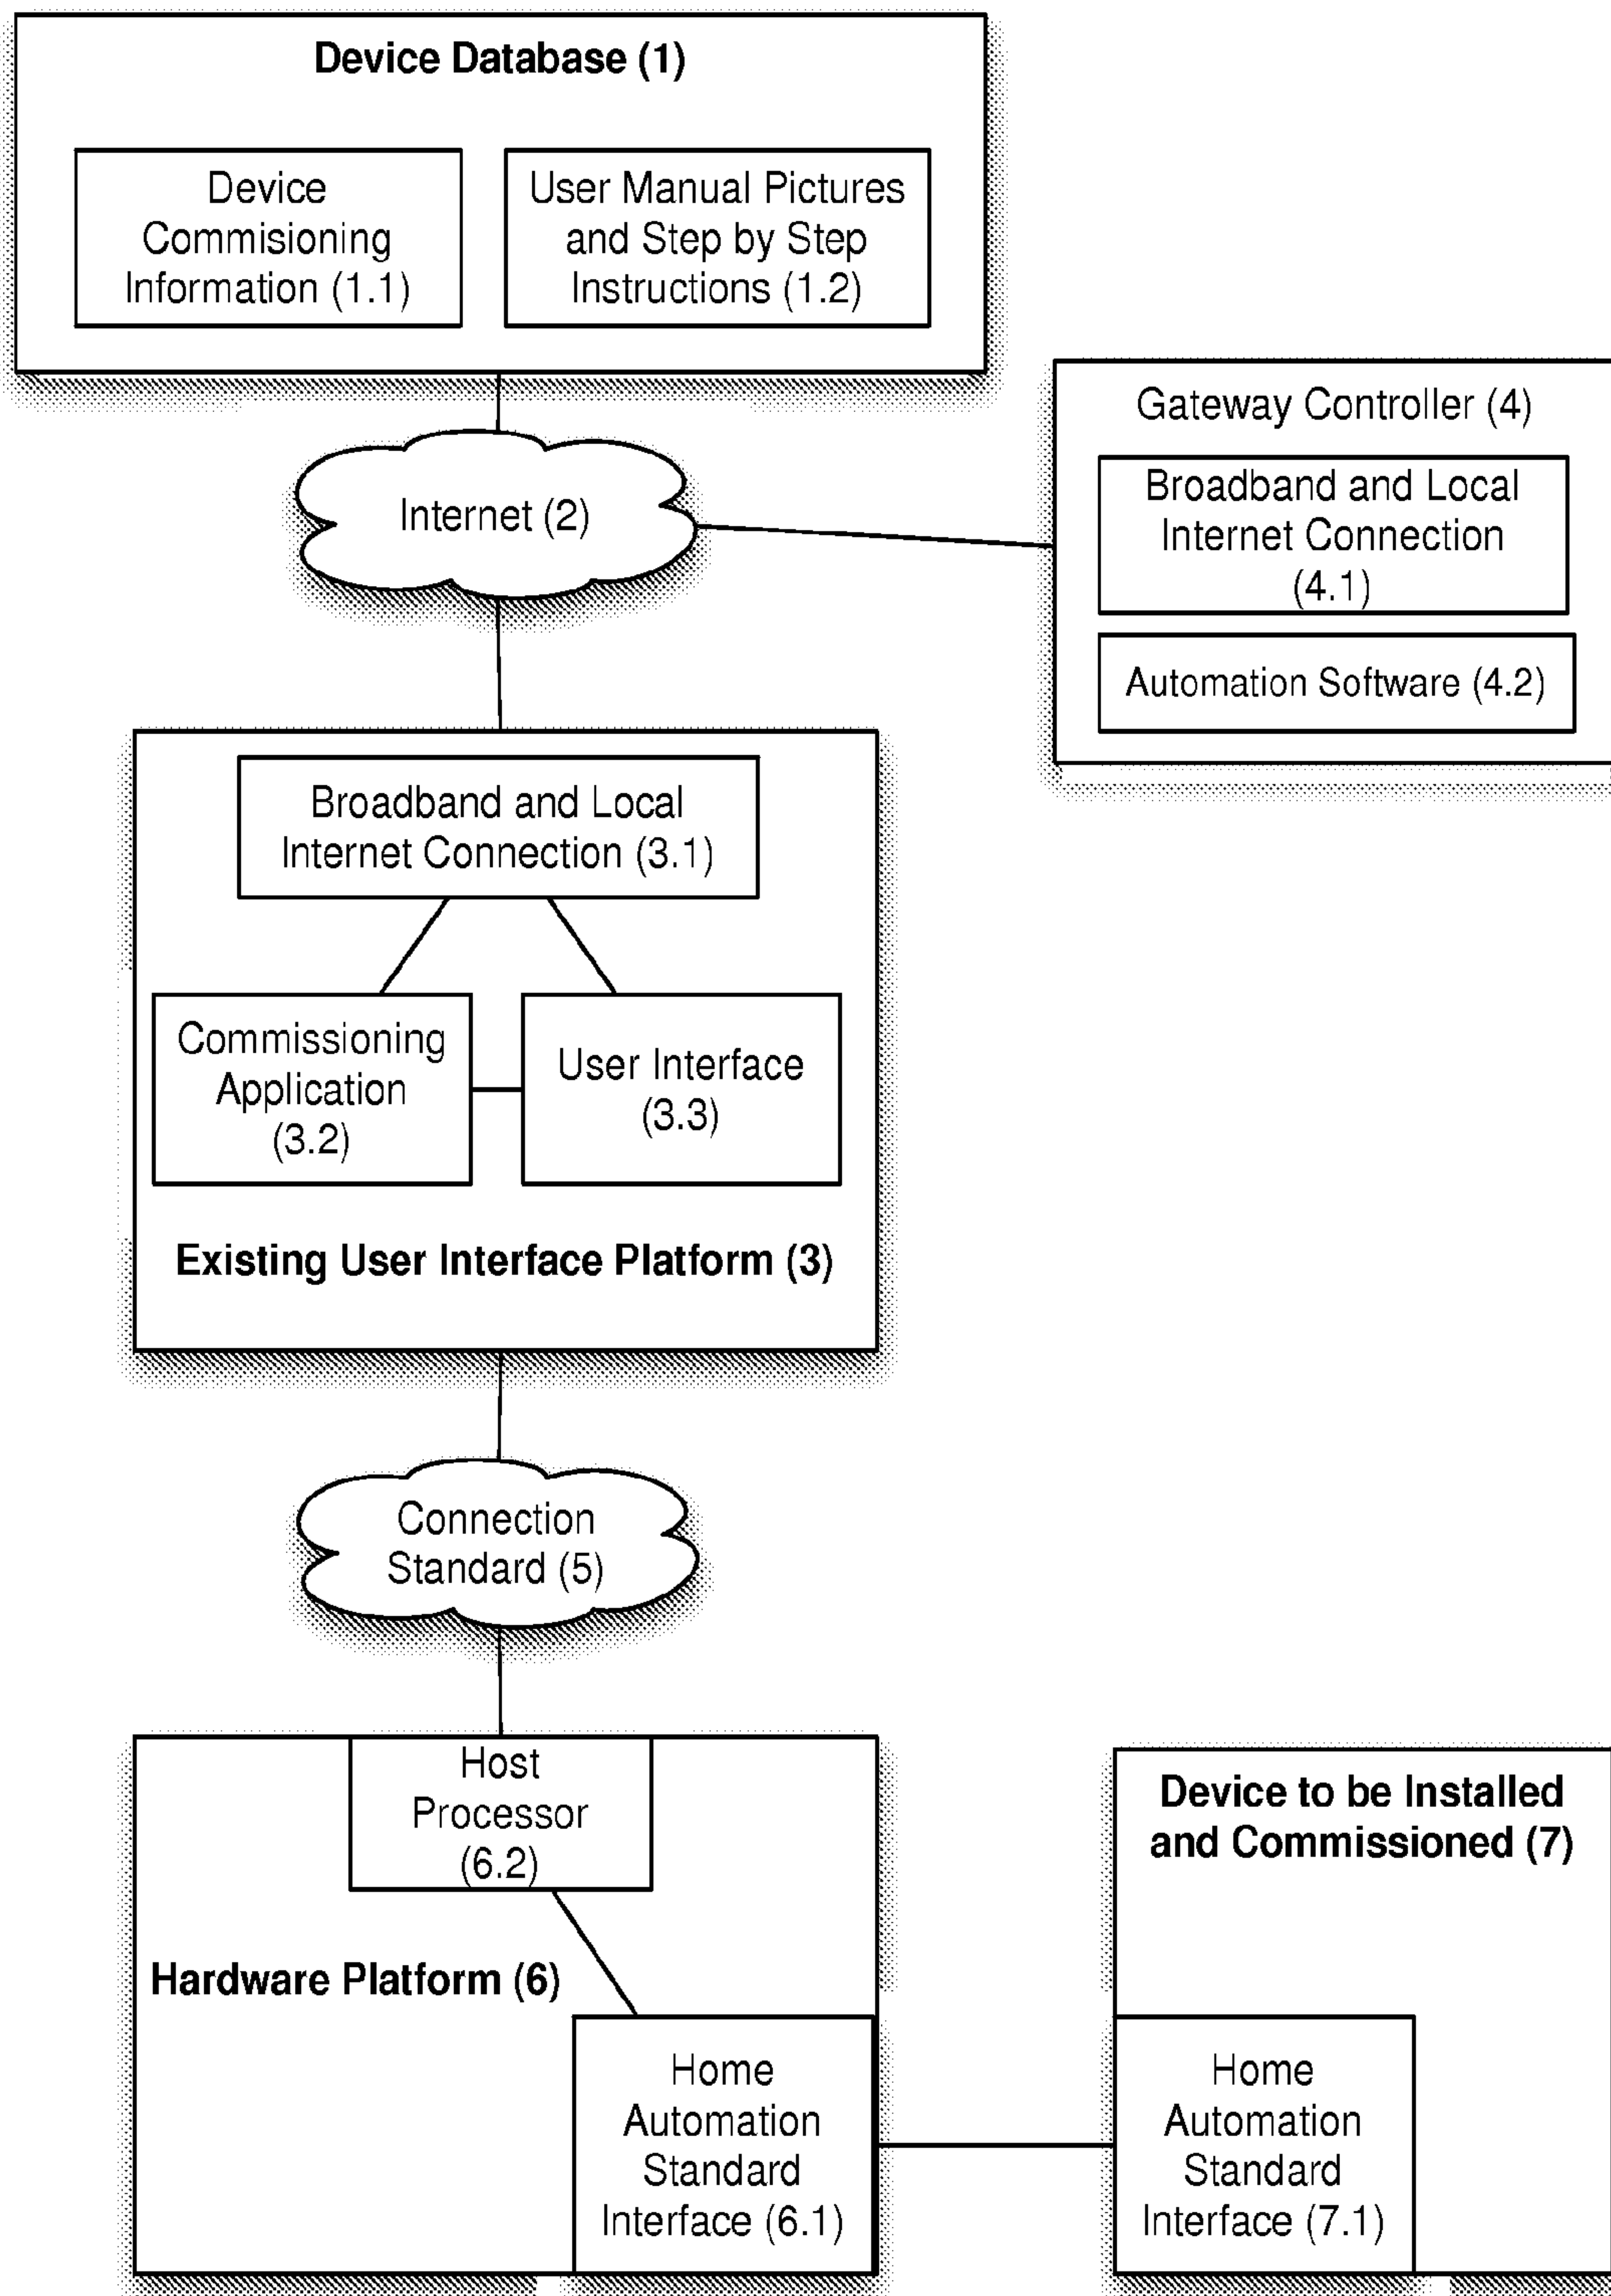 Device Database (1)
Device
Commisioning
Information (1.1)
User Manual Pictures
and Step by Step
Instructions (1.2)
Internet (2)
Gateway Controller (4)
Broadband and Local
Internet Connection
(4.1)
Automation Software (4.2)
Broadband and Local
Internet Connection (3.1)
Commissioning
Application
(3.2)
User Interface
(3.3)
Existing User Interface Platform (3)
Connection
Standard (5)
Host
Processor
(6.2)
Hardware Platform (6)
Home
Automation
Standard
Interface (6.1)
Device to be Installed
and Commissioned (7)
Home
Automation
Standard
Interface (7.1)